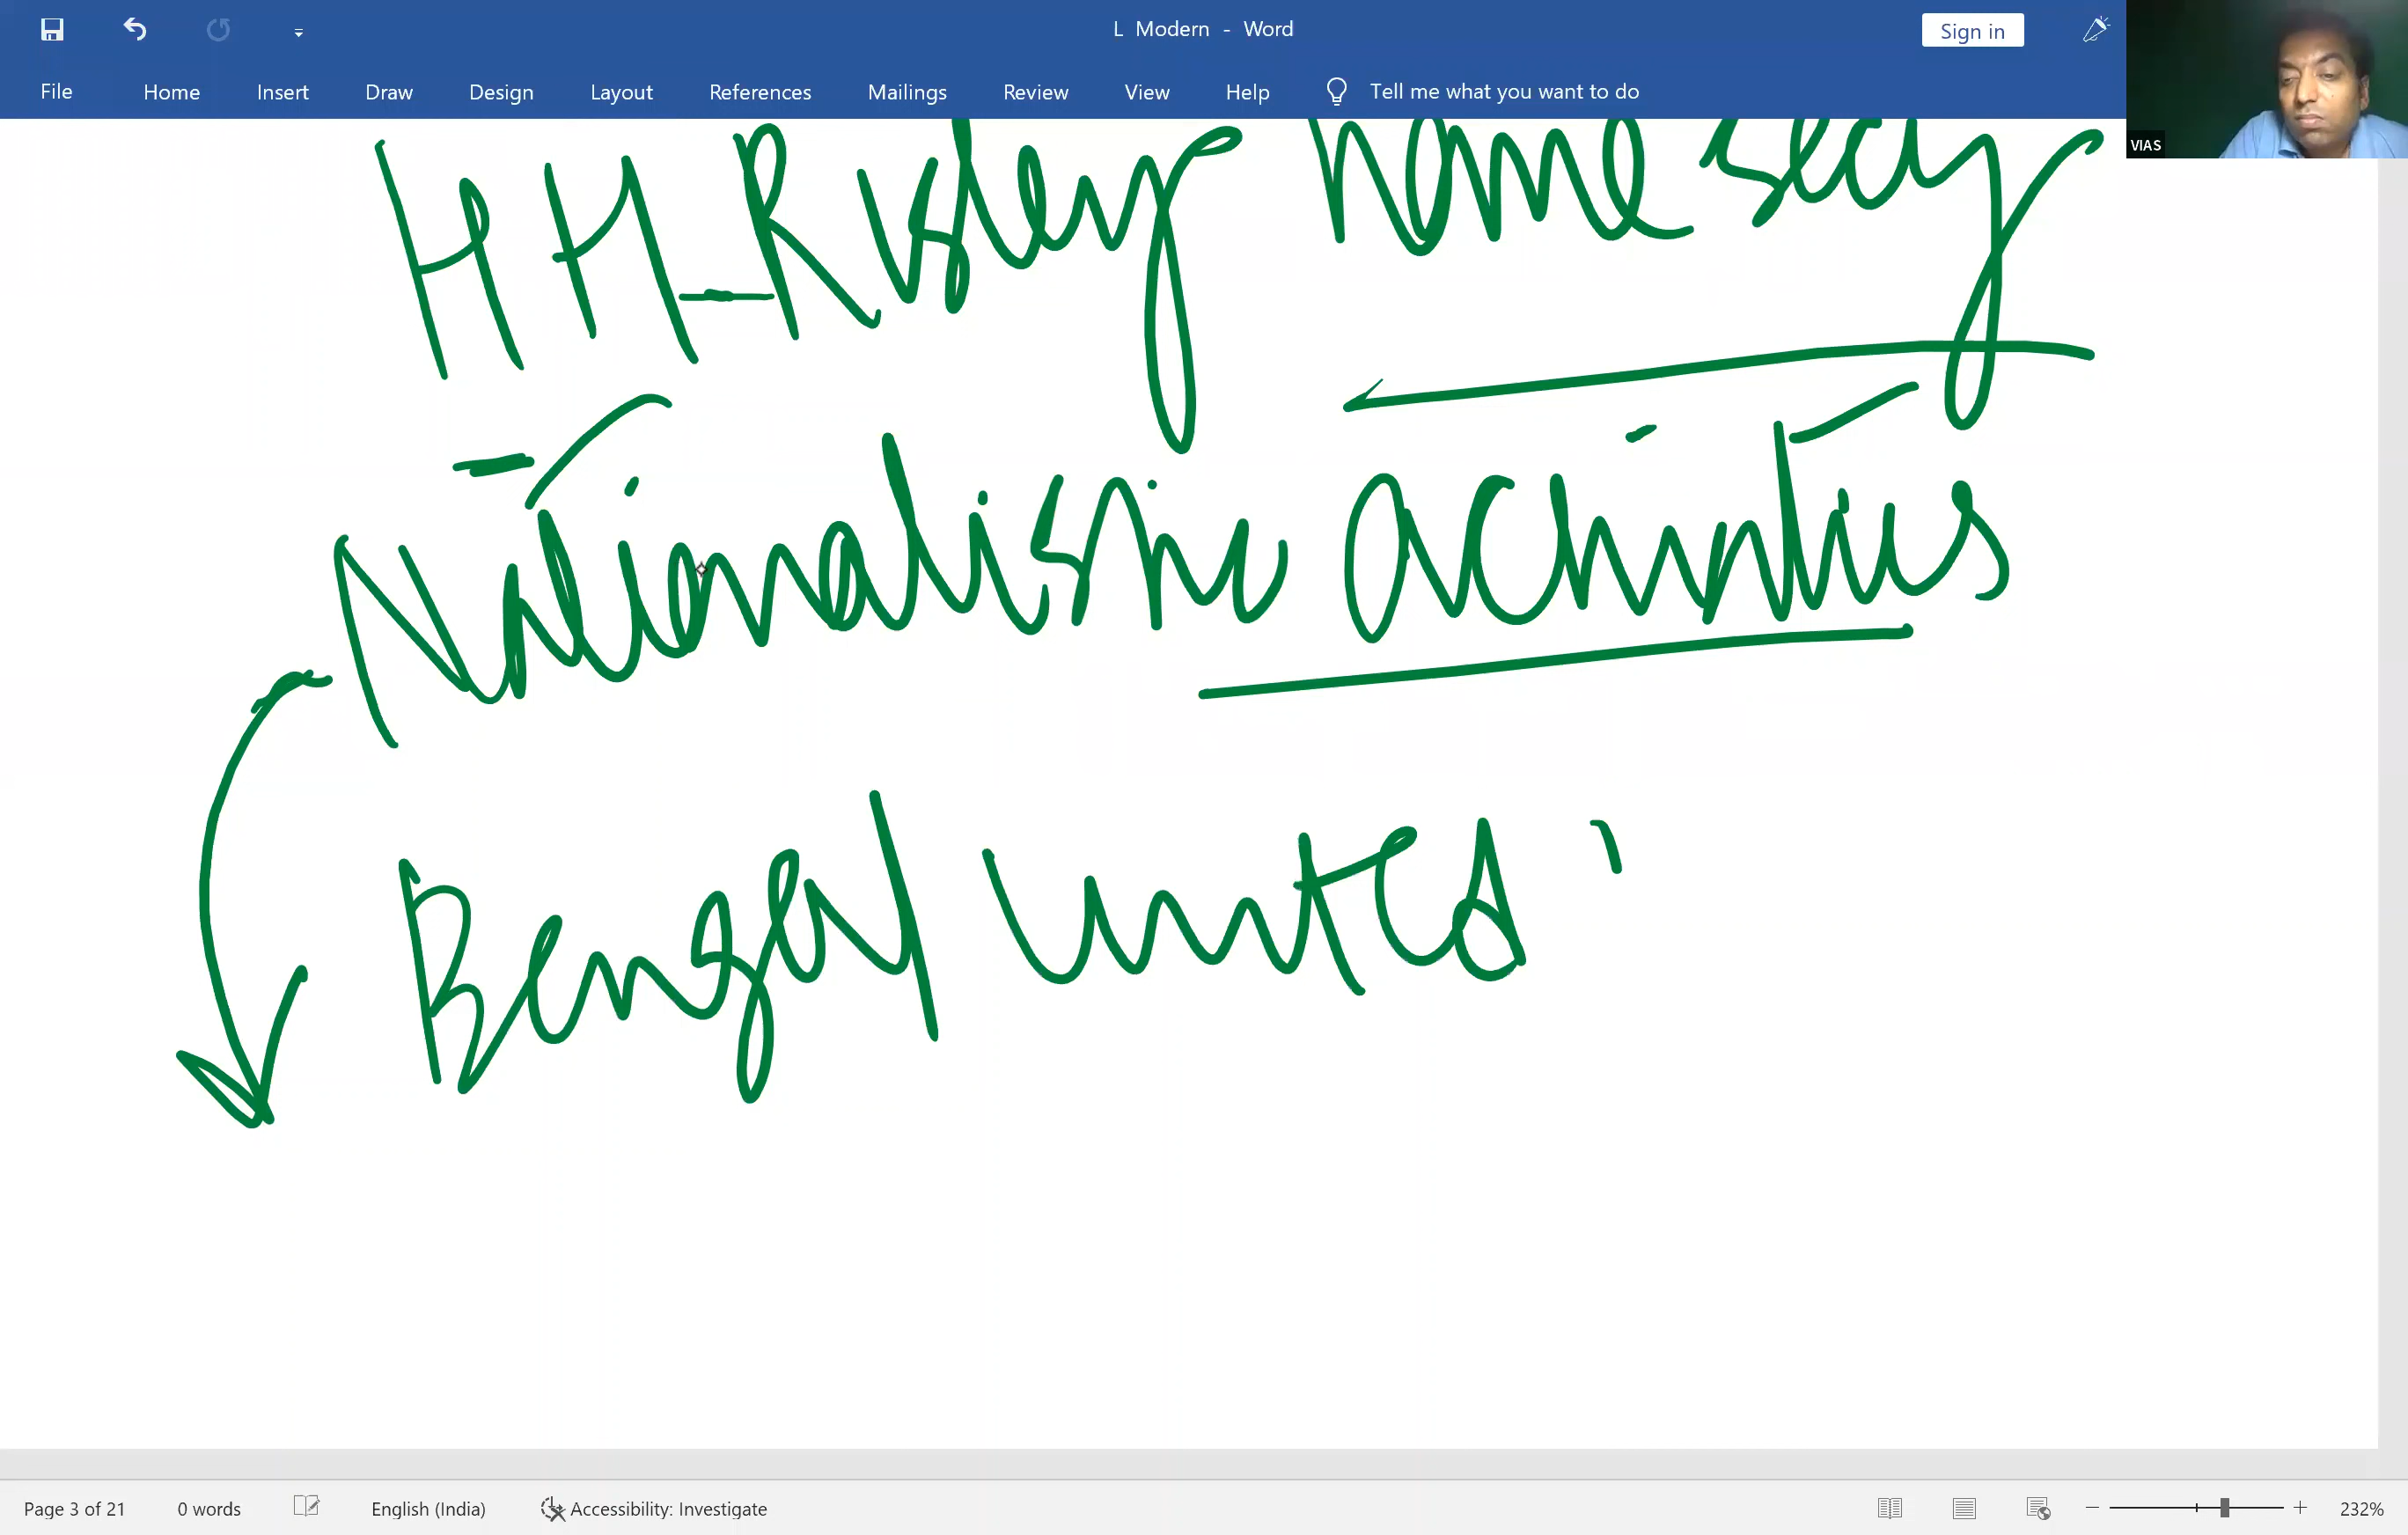 L Modern - Word
Sign in
File Home Insert Draw Design Layout References Mailings Review View Help Tell me what you want to do
VIAS
H H Risley home secy
Nationalistic activities
Bengal united
Page 3 of 21 0 words English (India) Accessibility: Investigate 232%